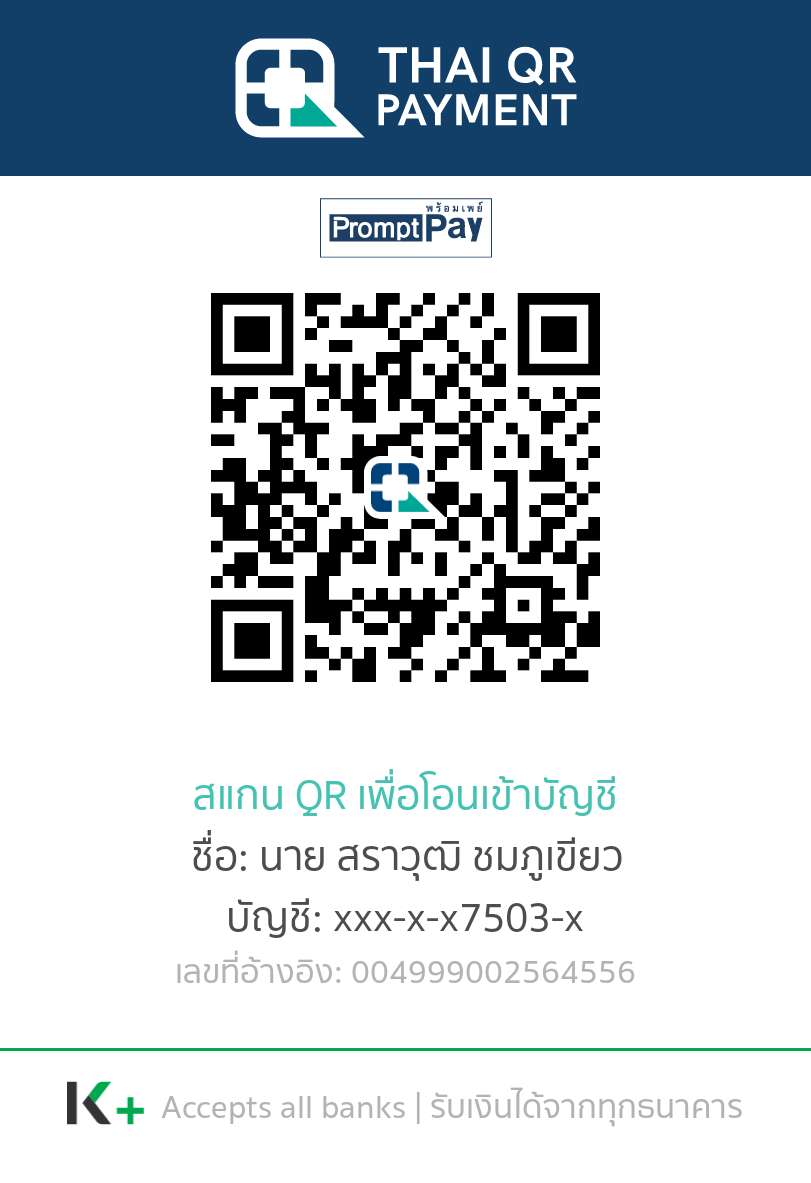 THAI QR
PAYMENT
พร้อมเพย์
PromptPay
สแกน QR เพื่อโอนเข้าบัญชี
ชื่อ: นาย สราวุฒิ ชมภูเขียว
บัญชี: xxx-x-x7503-x
เลขที่อ้างอิง: 004999002564556
K+ Accepts all banks | รับเงินได้จากทุกธนาคาร